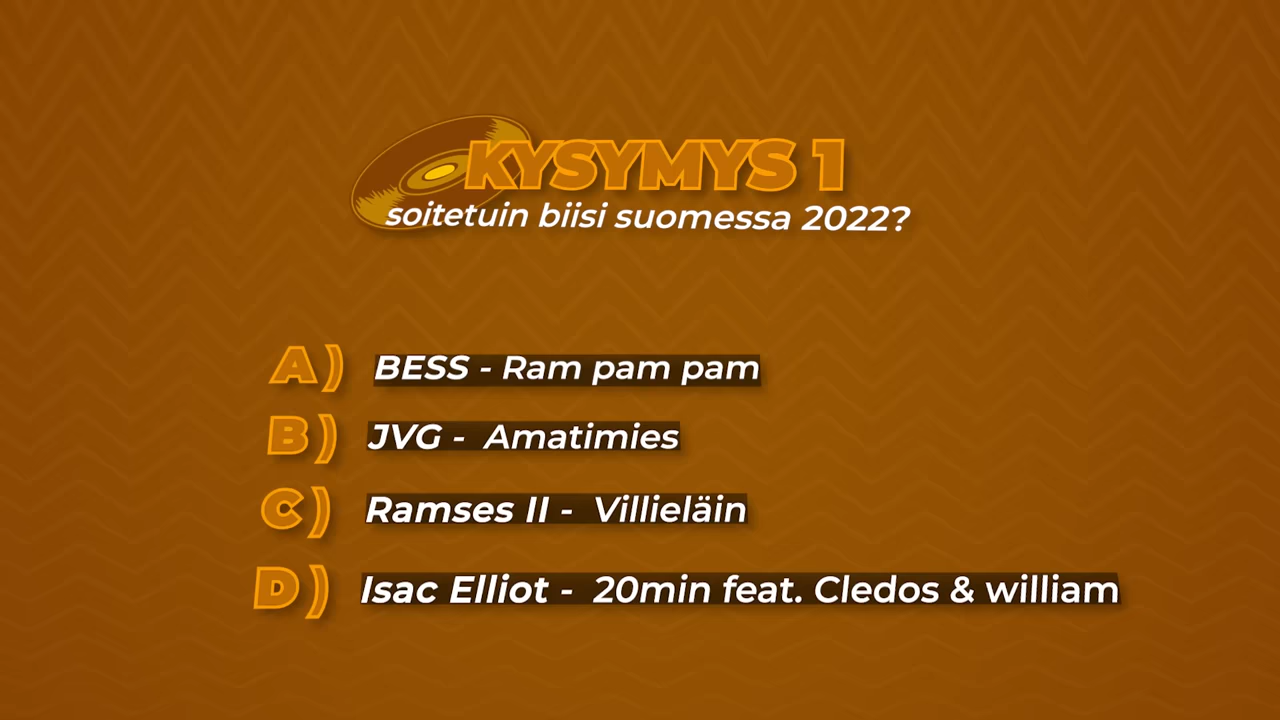 KYSYMYS 1
soitetuin biisi suomessa 2022?
A) BESS - Ram pam pam
B) JVG - Amatimies
C) Ramses II - Villieläin
D) Isac Elliot - 20min feat. Cledos & william